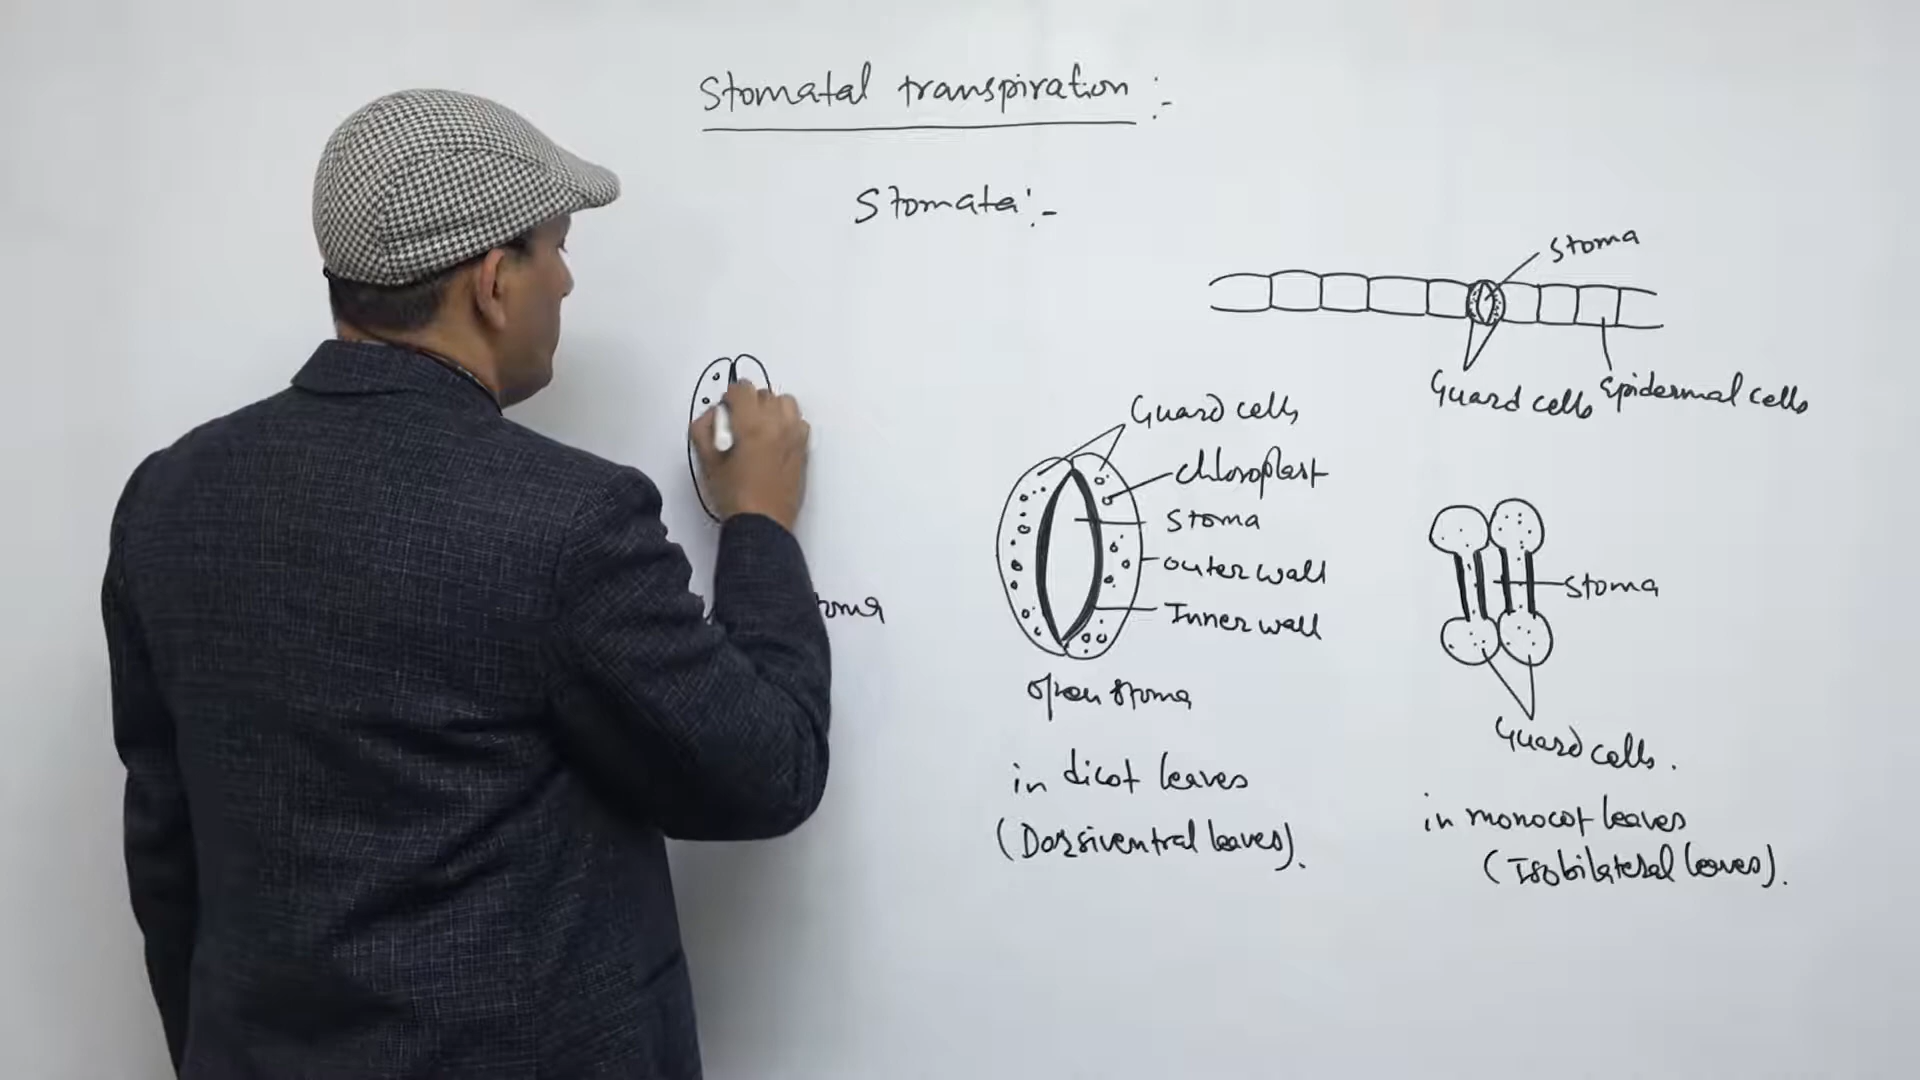 Stomatal transpiration :-
Stomata :-
Stoma
Guard cells
Epidermal cells
Guard cells
chloroplast
Stoma
outer wall
Inner wall
open stoma
in dicot leaves
(Dorsiventral leaves).
Stoma
Guard cells.
in monocot leaves
(Isobilateral leaves).